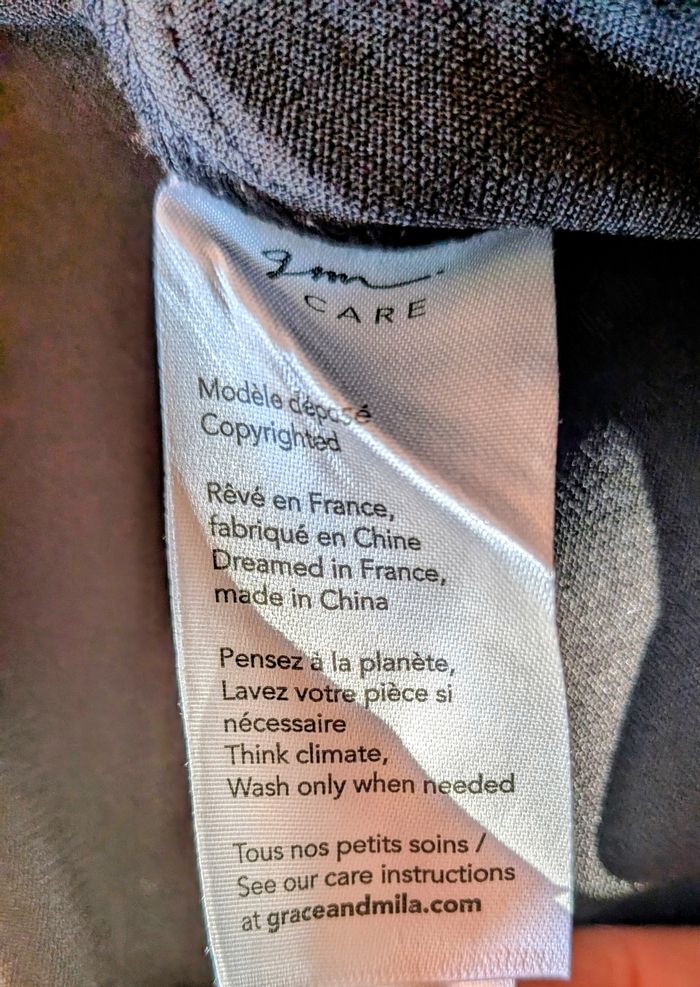 CARE
Modèle déposé
Copyrighted
Rêvé en France,
fabriqué en Chine
Dreamed in France,
made in China
Pensez à la planète,
Lavez votre pièce si
nécessaire
Think climate,
Wash only when needed
Tous nos petits soins /
See our care instructions
at graceandmila.com